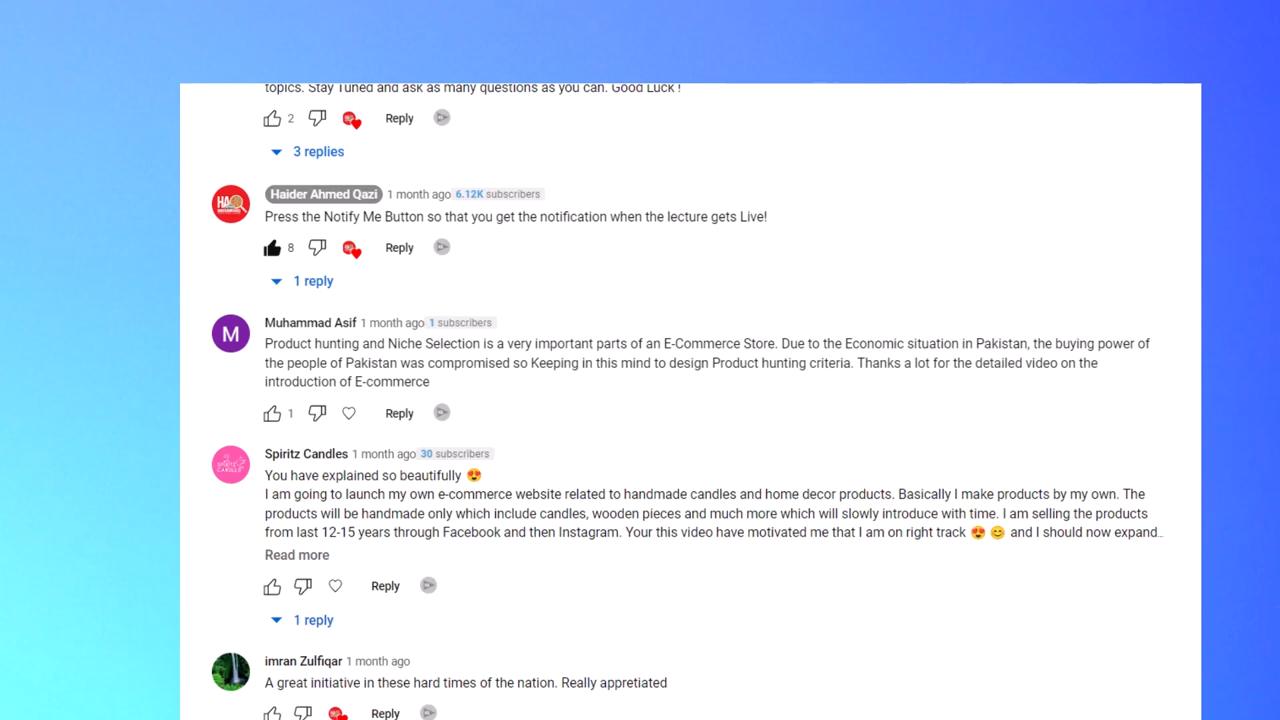 topics. Stay Tuned and ask as many questions as you can. Good Luck !
2 Reply
3 replies
Haider Ahmed Qazi 1 month ago 6.12K subscribers
Press the Notify Me Button so that you get the notification when the lecture gets Live!
8 Reply
1 reply
M
Muhammad Asif 1 month ago 1 subscribers
Product hunting and Niche Selection is a very important parts of an E-Commerce Store. Due to the Economic situation in Pakistan, the buying power of
the people of Pakistan was compromised so Keeping in this mind to design Product hunting criteria. Thanks a lot for the detailed video on the
introduction of E-commerce
1 Reply
Spiritz Candles 1 month ago 30 subscribers
You have explained so beautifully 😍
I am going to launch my own e-commerce website related to handmade candles and home decor products. Basically I make products by my own. The
products will be handmade only which include candles, wooden pieces and much more which will slowly introduce with time. I am selling the products
from last 12-15 years through Facebook and then Instagram. Your this video have motivated me that I am on right track 😍 😊 and I should now expand…
Read more
Reply
1 reply
imran Zulfiqar 1 month ago
A great initiative in these hard times of the nation. Really appretiated
Reply